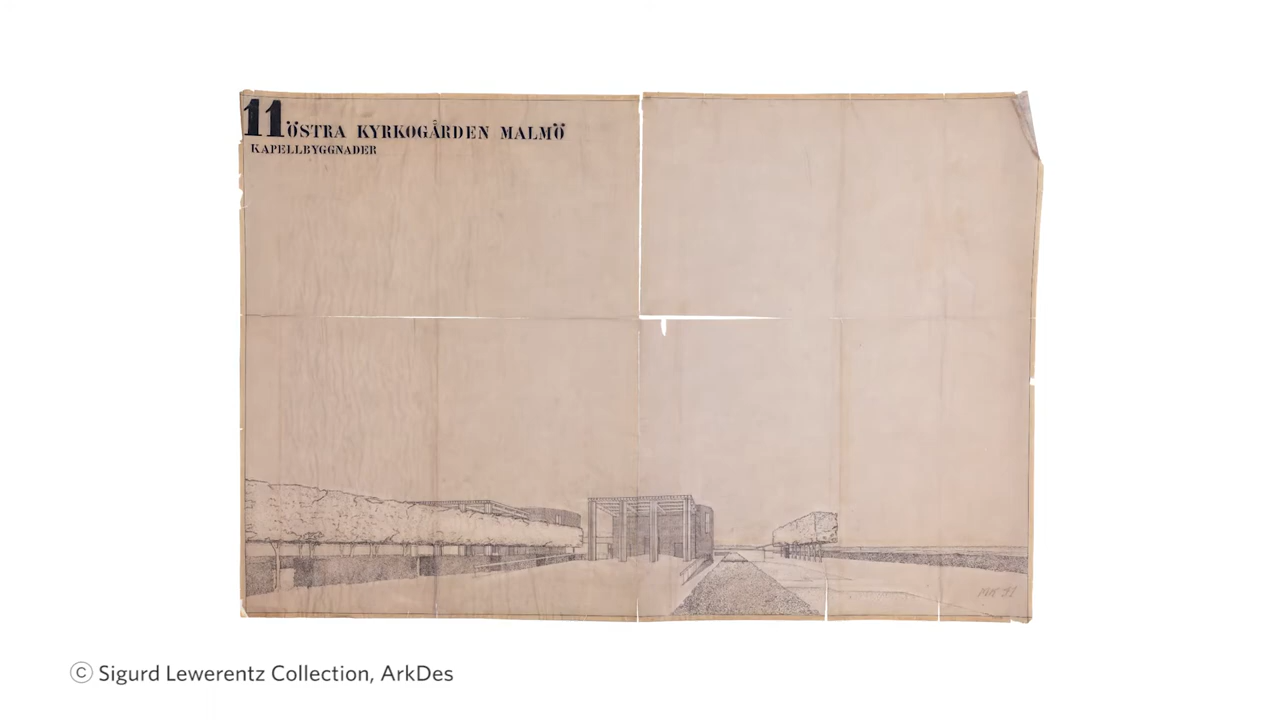 11 ÖSTRA KYRKOGÅRDEN MALMÖ
KAPELLBYGGNADER
© Sigurd Lewerentz Collection, ArkDes